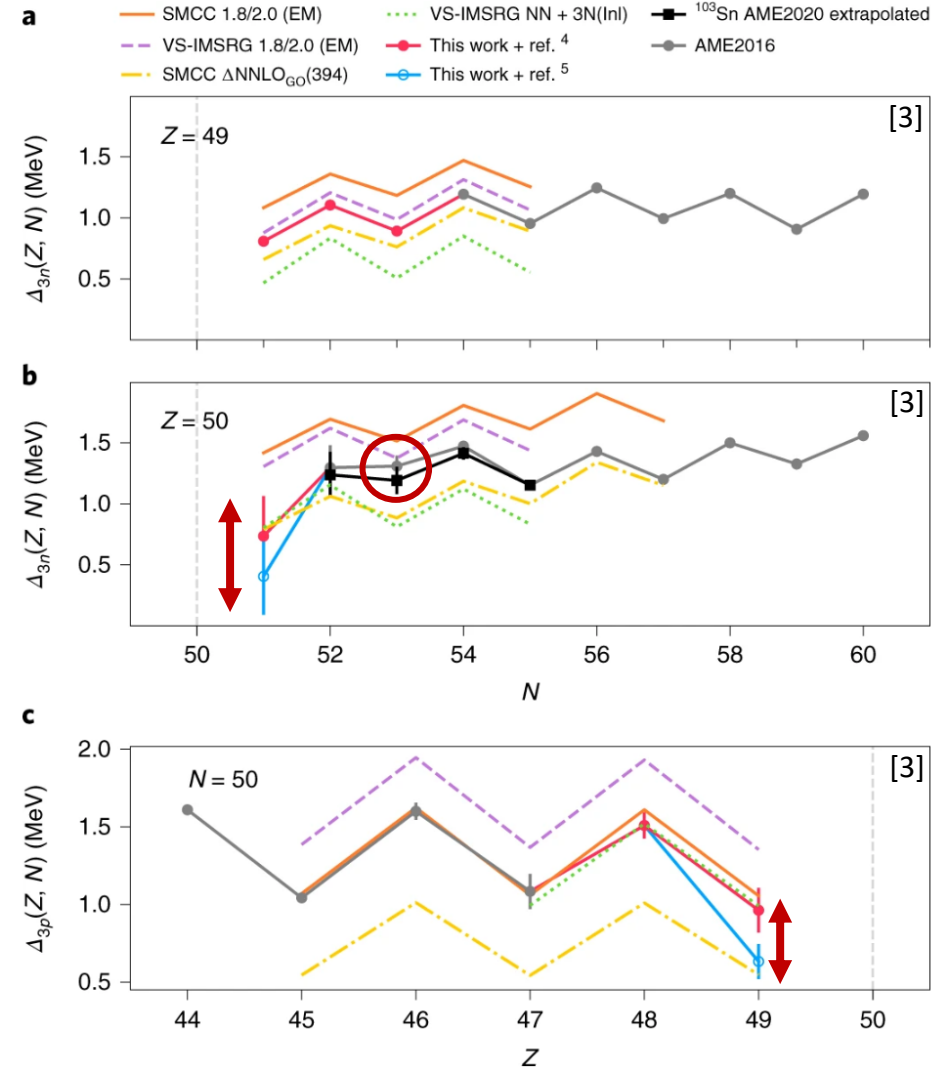 a
SMCC 1.8/2.0 (EM)
VS-IMSRG 1.8/2.0 (EM)
SMCC ΔNNLO_GO(394)
VS-IMSRG NN + 3N(lnl)
This work + ref. ⁴
This work + ref. ⁵
¹⁰³Sn AME2020 extrapolated
AME2016
[3]
Z = 49
Δ₃ₙ(Z, N) (MeV)
1.5
1.0
0.5
b
[3]
Z = 50
Δ₃ₙ(Z, N) (MeV)
1.5
1.0
0.5
50 52 54 56 58 60
N
c
[3]
N = 50
Δ₃ₚ(Z, N) (MeV)
2.0
1.5
1.0
0.5
44 45 46 47 48 49 50
Z